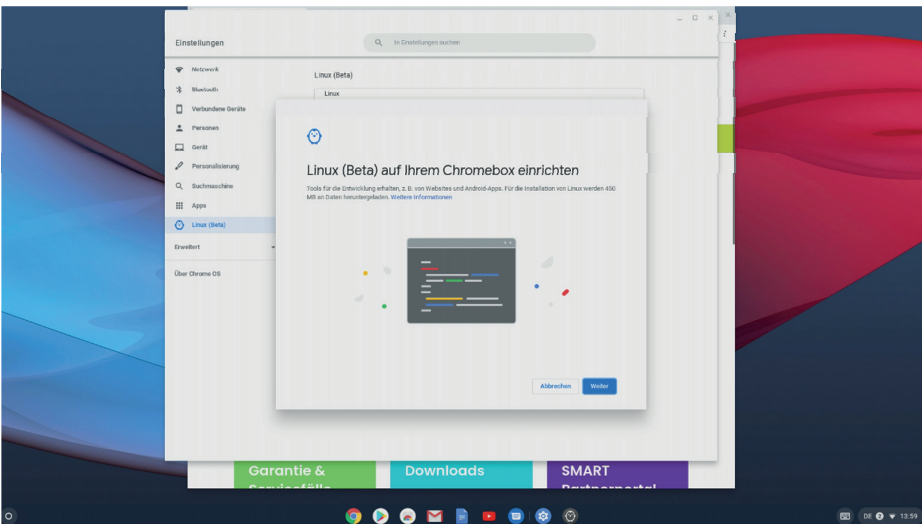 Einstellungen
In Einstellungen suchen
Netzwerk
Bluetooth
Verbundene Geräte
Personen
Gerät
Personalisierung
Suchmaschine
Apps
Linux (Beta)
Erweitert
Über Chrome OS
Linux (Beta)
Linux
Linux (Beta) auf Ihrem Chromebox einrichten
Tools für die Entwicklung erhalten, z. B. von Websites und Android-Apps. Für die Installation von Linux werden 450
MB an Daten heruntergeladen. Weitere Informationen
Abbrechen
Weiter
Garantie &
Servicefälle
Downloads
SMART
Partnerportal
DE 2 13:59